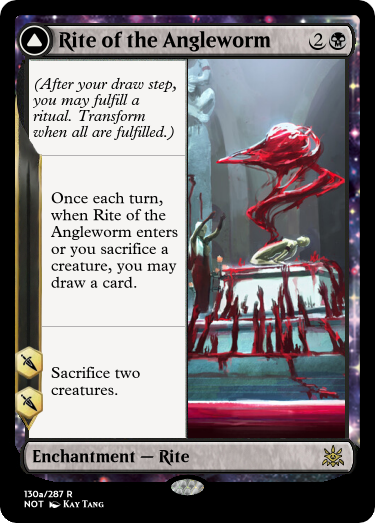 Rite of the Angleworm 2
(After your draw step,
you may fulfill a
ritual. Transform
when all are fulfilled.)
Once each turn,
when Rite of the
Angleworm enters
or you sacrifice a
creature, you may
draw a card.
Sacrifice two
creatures.
Enchantment — Rite
130a/287 R
NOT Kay Tang